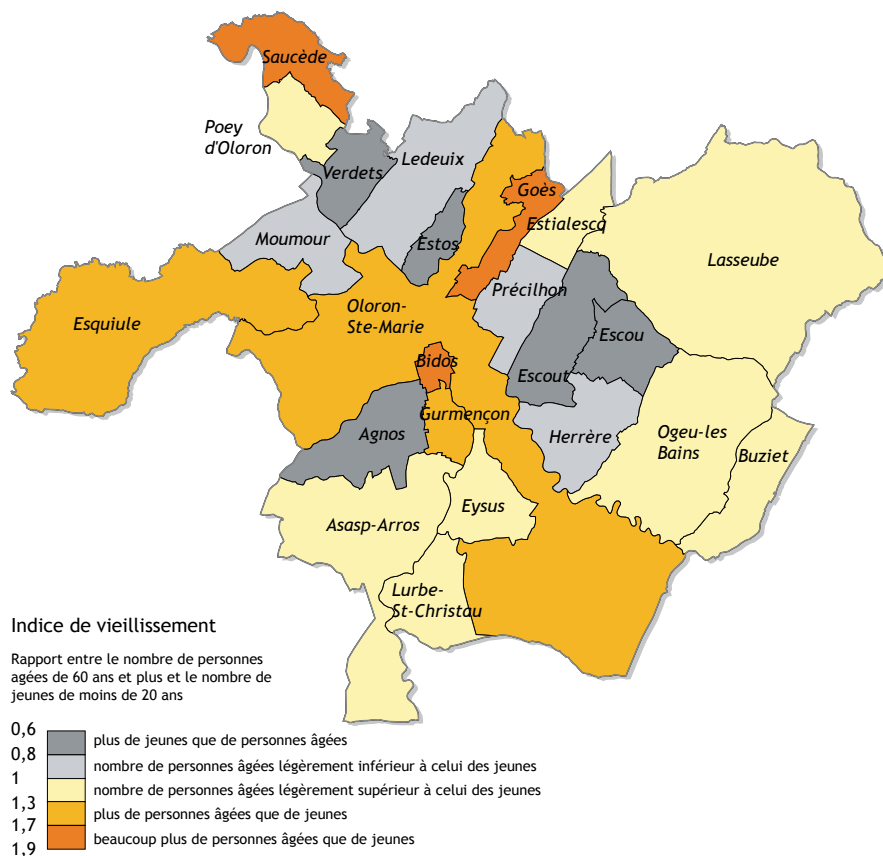 Saucède
Poey
d'Oloron
Verdets
Ledeuix
Goès
Estialescq
Moumour
Estos
Lasseube
Précilhon
Esquiule
Oloron-
Ste-Marie
Escou
Bidos
Escout
Gurmençon
Agnos
Herrère
Ogeu-les
Bains
Buziet
Eysus
Asasp-Arros
Lurbe-
St-Christau
Indice de vieillissement
Rapport entre le nombre de personnes
agées de 60 ans et plus et le nombre de
jeunes de moins de 20 ans
0,6
plus de jeunes que de personnes âgées
0,8
nombre de personnes âgées légèrement inférieur à celui des jeunes
1
nombre de personnes âgées légèrement supérieur à celui des jeunes
1,3
plus de personnes âgées que de jeunes
1,7
beaucoup plus de personnes âgées que de jeunes
1,9